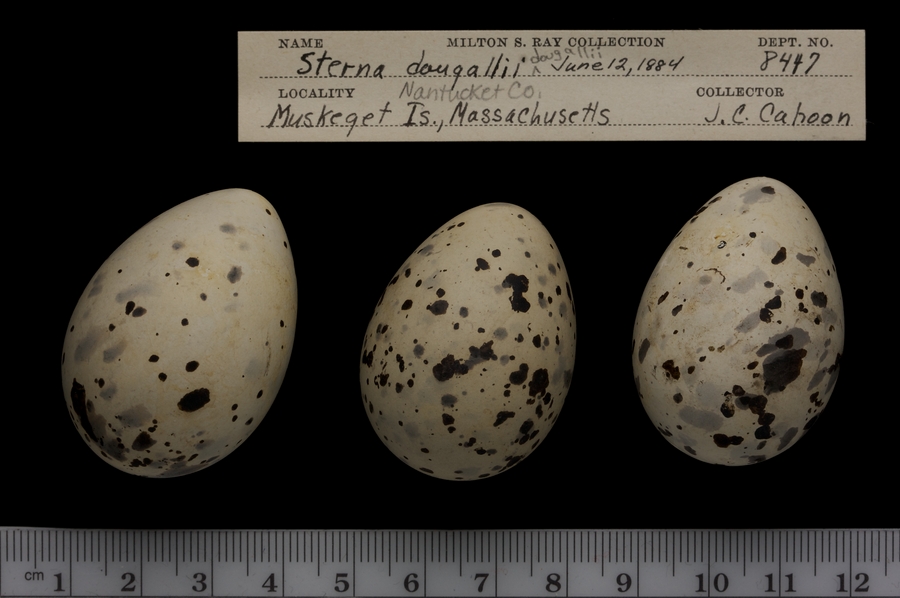 NAME MILTON S. RAY COLLECTION DEPT. NO.
Sterna dougallii ^ dougallii June 12, 1884 8447
LOCALITY Nantucket Co. COLLECTOR
Muskeget Is., Massachusetts J. C. Cahoon
cm 1 2 3 4 5 6 7 8 9 10 11 12